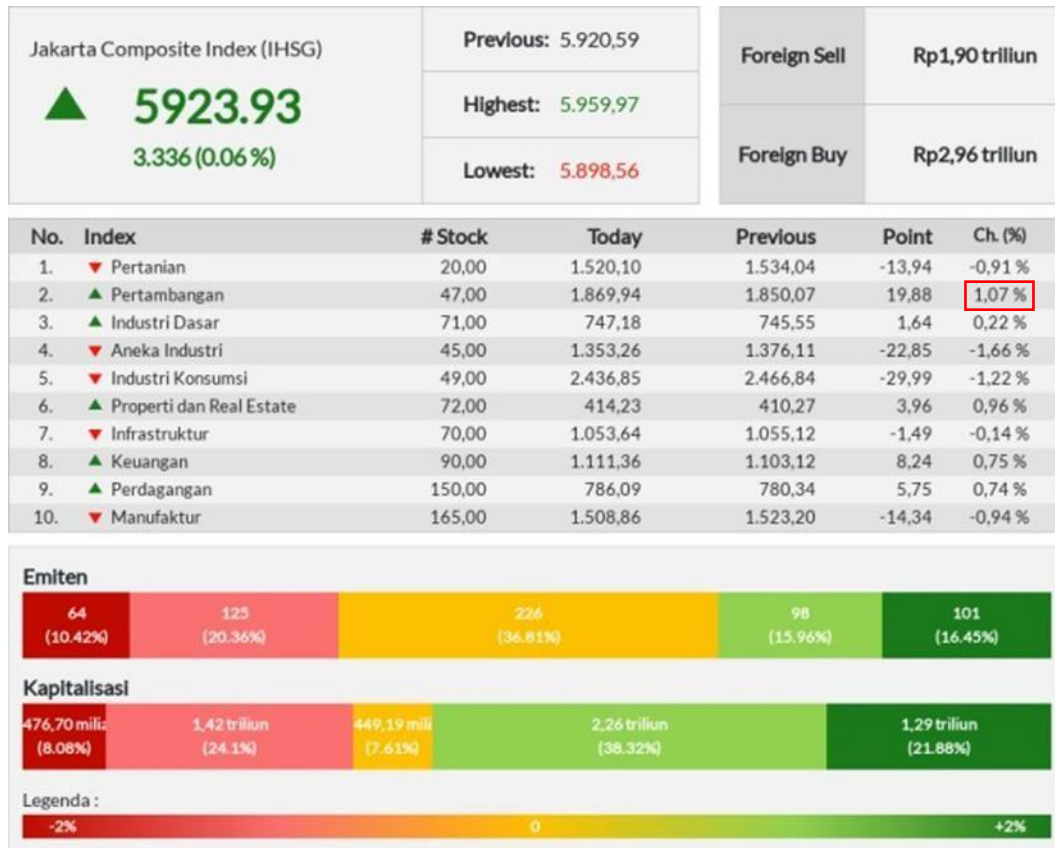 Jakarta Composite Index (IHSG)
5923.93
3.336 (0.06 %)
Previous: 5.920,59
Highest: 5.959,97
Lowest: 5.898,56
Foreign Sell Rp1,90 triliun
Foreign Buy Rp2,96 triliun
No. Index # Stock Today Previous Point Ch. (%)
1. Pertanian 20,00 1.520,10 1.534,04 -13,94 -0,91 %
2. Pertambangan 47,00 1.869,94 1.850,07 19,88 1,07 %
3. Industri Dasar 71,00 747,18 745,55 1,64 0,22 %
4. Aneka Industri 45,00 1.353,26 1.376,11 -22,85 -1,66 %
5. Industri Konsumsi 49,00 2.436,85 2.466,84 -29,99 -1,22 %
6. Properti dan Real Estate 72,00 414,23 410,27 3,96 0,96 %
7. Infrastruktur 70,00 1.053,64 1.055,12 -1,49 -0,14 %
8. Keuangan 90,00 1.111,36 1.103,12 8,24 0,75 %
9. Perdagangan 150,00 786,09 780,34 5,75 0,74 %
10. Manufaktur 165,00 1.508,86 1.523,20 -14,34 -0,94 %
Emiten
64 125 226 98 101
(10.42%) (20.36%) (36.81%) (15.96%) (16.45%)
Kapitalisasi
476,70 milia 1,42 triliun 449,19 mili 2,26 triliun 1,29 triliun
(8.08%) (24.1%) (7.61%) (38.32%) (21.88%)
Legenda :
-2% 0 +2%